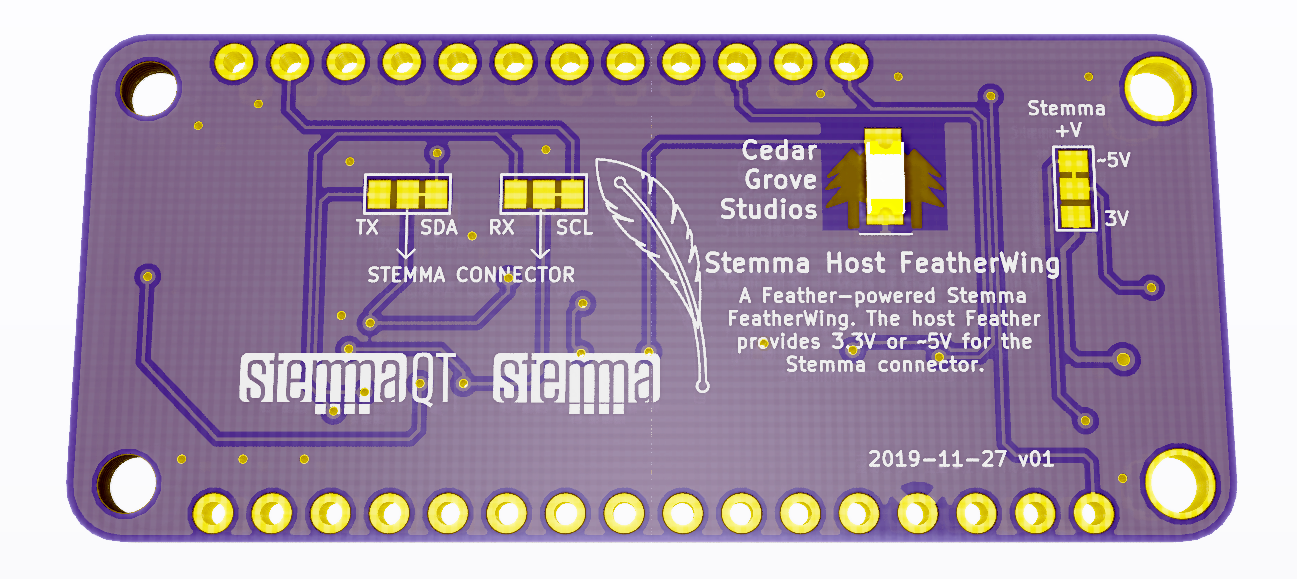 Stemma
+V
~5V
3V
Cedar
Grove
Studios
TX SDA RX SCL
STEMMA CONNECTOR
Stemma Host FeatherWing
A Feather-powered Stemma
FeatherWing. The host Feather
provides 3.3V or ~5V for the
Stemma connector.
stemma QT stemma
2019-11-27 v01